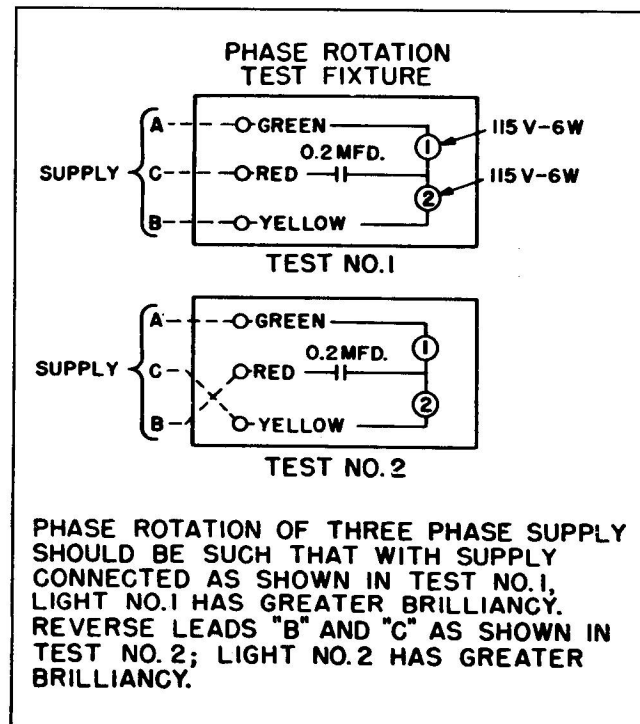 PHASE ROTATION
TEST FIXTURE
A GREEN 115 V-6W
0.2 MFD. 1
SUPPLY C RED 115 V-6W
2
B YELLOW
TEST NO.1
A GREEN
0.2 MFD. 1
SUPPLY C RED
2
B YELLOW
TEST NO. 2
PHASE ROTATION OF THREE PHASE SUPPLY
SHOULD BE SUCH THAT WITH SUPPLY
CONNECTED AS SHOWN IN TEST NO.1,
LIGHT NO.1 HAS GREATER BRILLIANCY.
REVERSE LEADS "B" AND "C" AS SHOWN IN
TEST NO. 2; LIGHT NO. 2 HAS GREATER
BRILLIANCY.